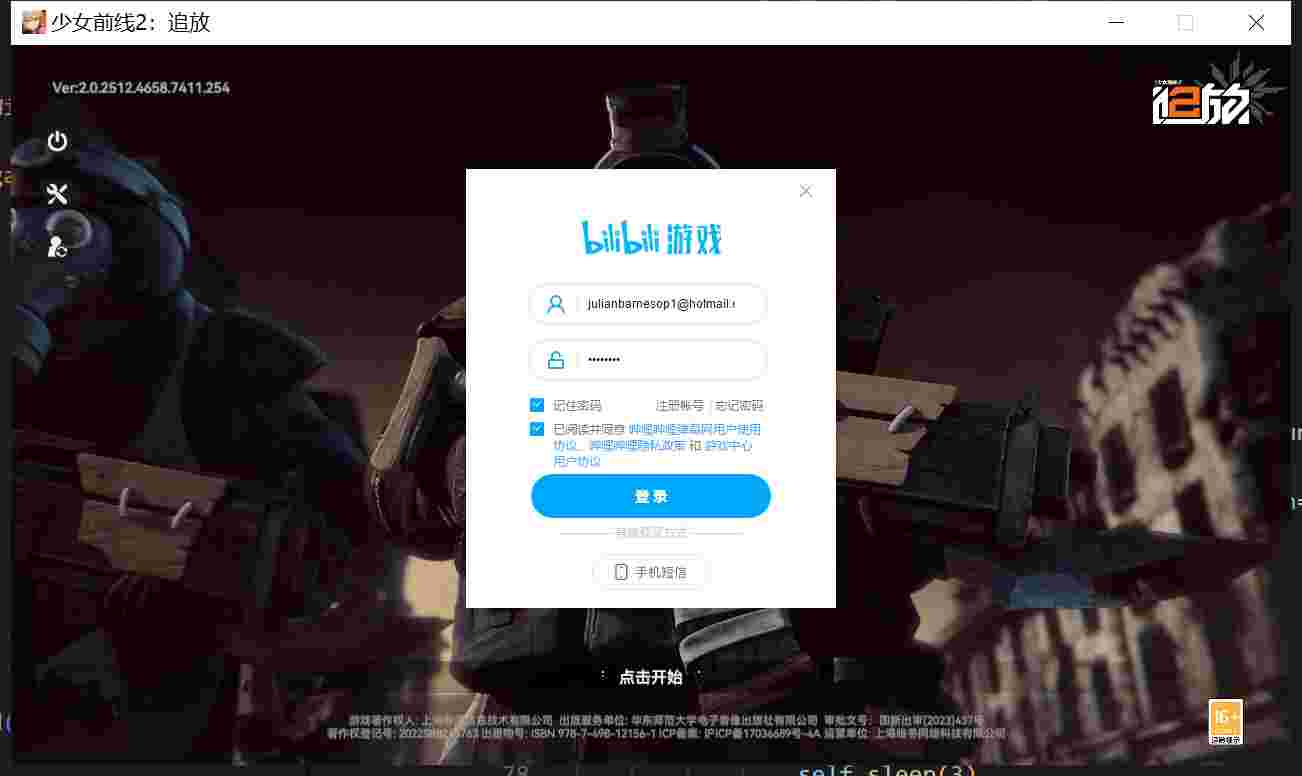 少女前线2：追放
Ver:2.0.2512.4658.7411.254
追放
bilibili 游戏
julianbarnesop1@hotmail.
••••••••
记住密码
注册账号 | 忘记密码
已阅读并同意 哔哩哔哩弹幕网用户使用
协议、哔哩哔哩隐私政策 和 游戏中心
用户协议
登录
手机短信
点击开始
游戏著作权人: 上海 技术有限公司 出版服务单位: 华东师范大学电子音像出版社有限公司 审批文号: 国新出审[2023]437号
著作权登记号: 出版物号: ISBN 978-7-498-12156-1 ICP备案: 沪ICP备17036689号-4A 运营单位: 上海 网络科技有限公司
16+
适龄提示
78
self.sleep(3)